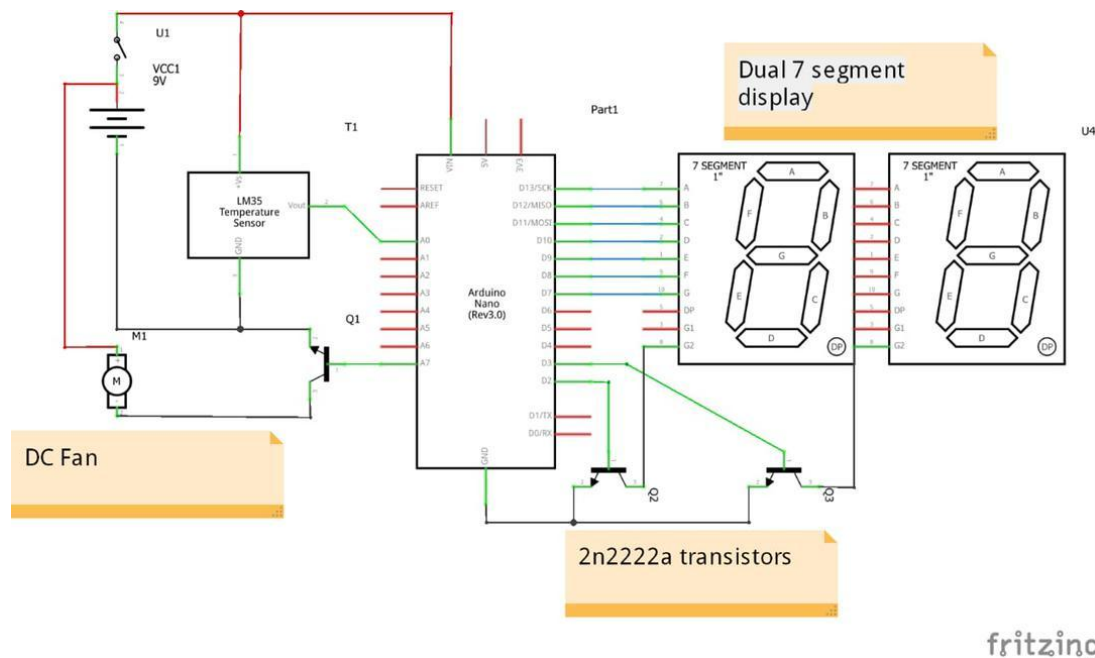 U1
VCC1
9V
T1
Part1
Dual 7 segment
display
U4
LM35
Temperature
Sensor
+Vs
Vout
GND
VIN
5V
3V3
RESET
AREF
A0
A1
A2
A3
A4
A5
A6
A7
Arduino
Nano
(Rev3.0)
D13/SCK
D12/MISO
D11/MOSI
D10
D9
D8
D7
D6
D5
D4
D3
D2
D1/TX
D0/RX
GND
7 SEGMENT
1"
A
B
C
D
E
F
G
DP
G1
G2
A
F
B
G
E
C
D
DP
7 SEGMENT
1"
A
B
C
D
E
F
G
DP
G1
G2
A
F
B
G
E
C
D
DP
Q1
M1
M
DC Fan
Q2
Q3
2n2222a transistors
fritzing